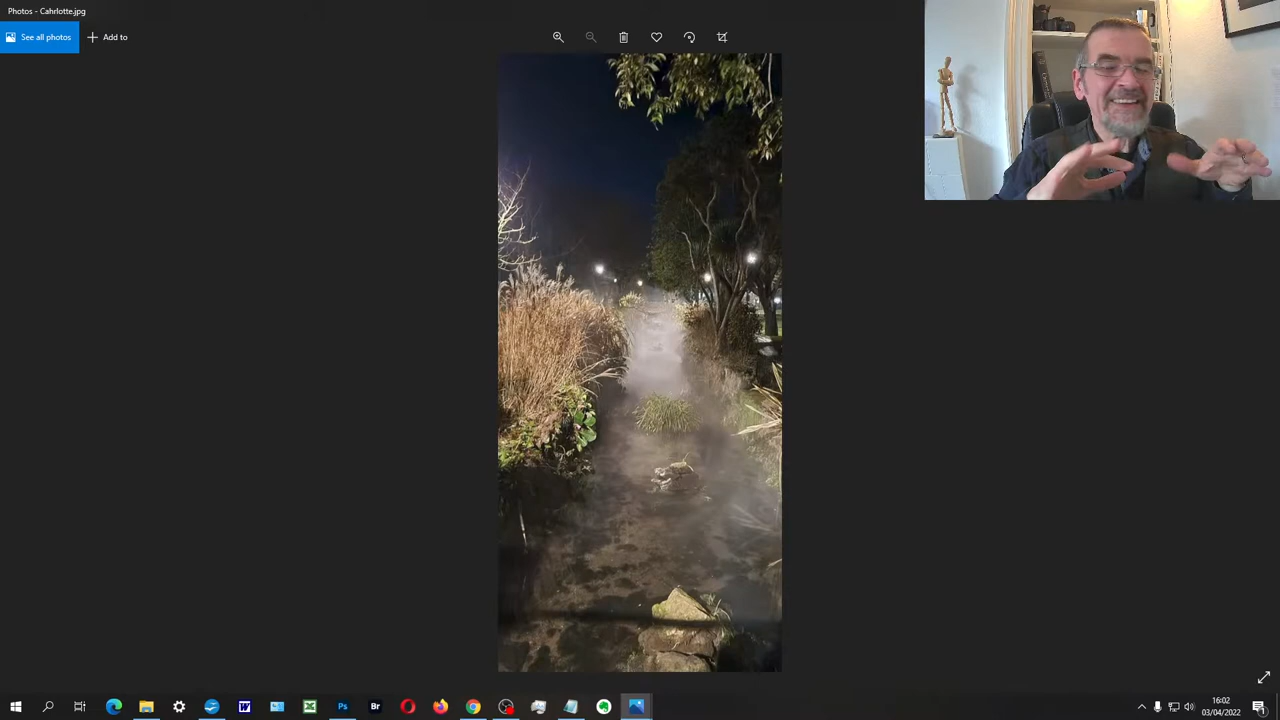 Photos - Cahrlotte.jpg
See all photos
Add to
16:02
03/04/2022